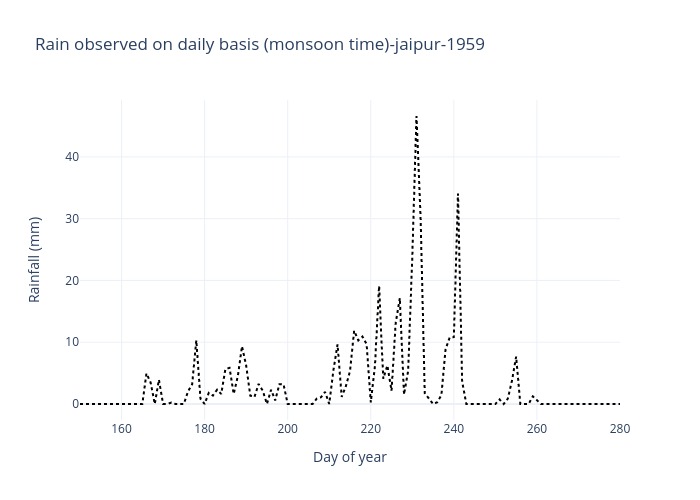 Rain observed on daily basis (monsoon time)-jaipur-1959
40
30
20
10
0
Rainfall (mm)
160 180 200 220 240 260 280
Day of year